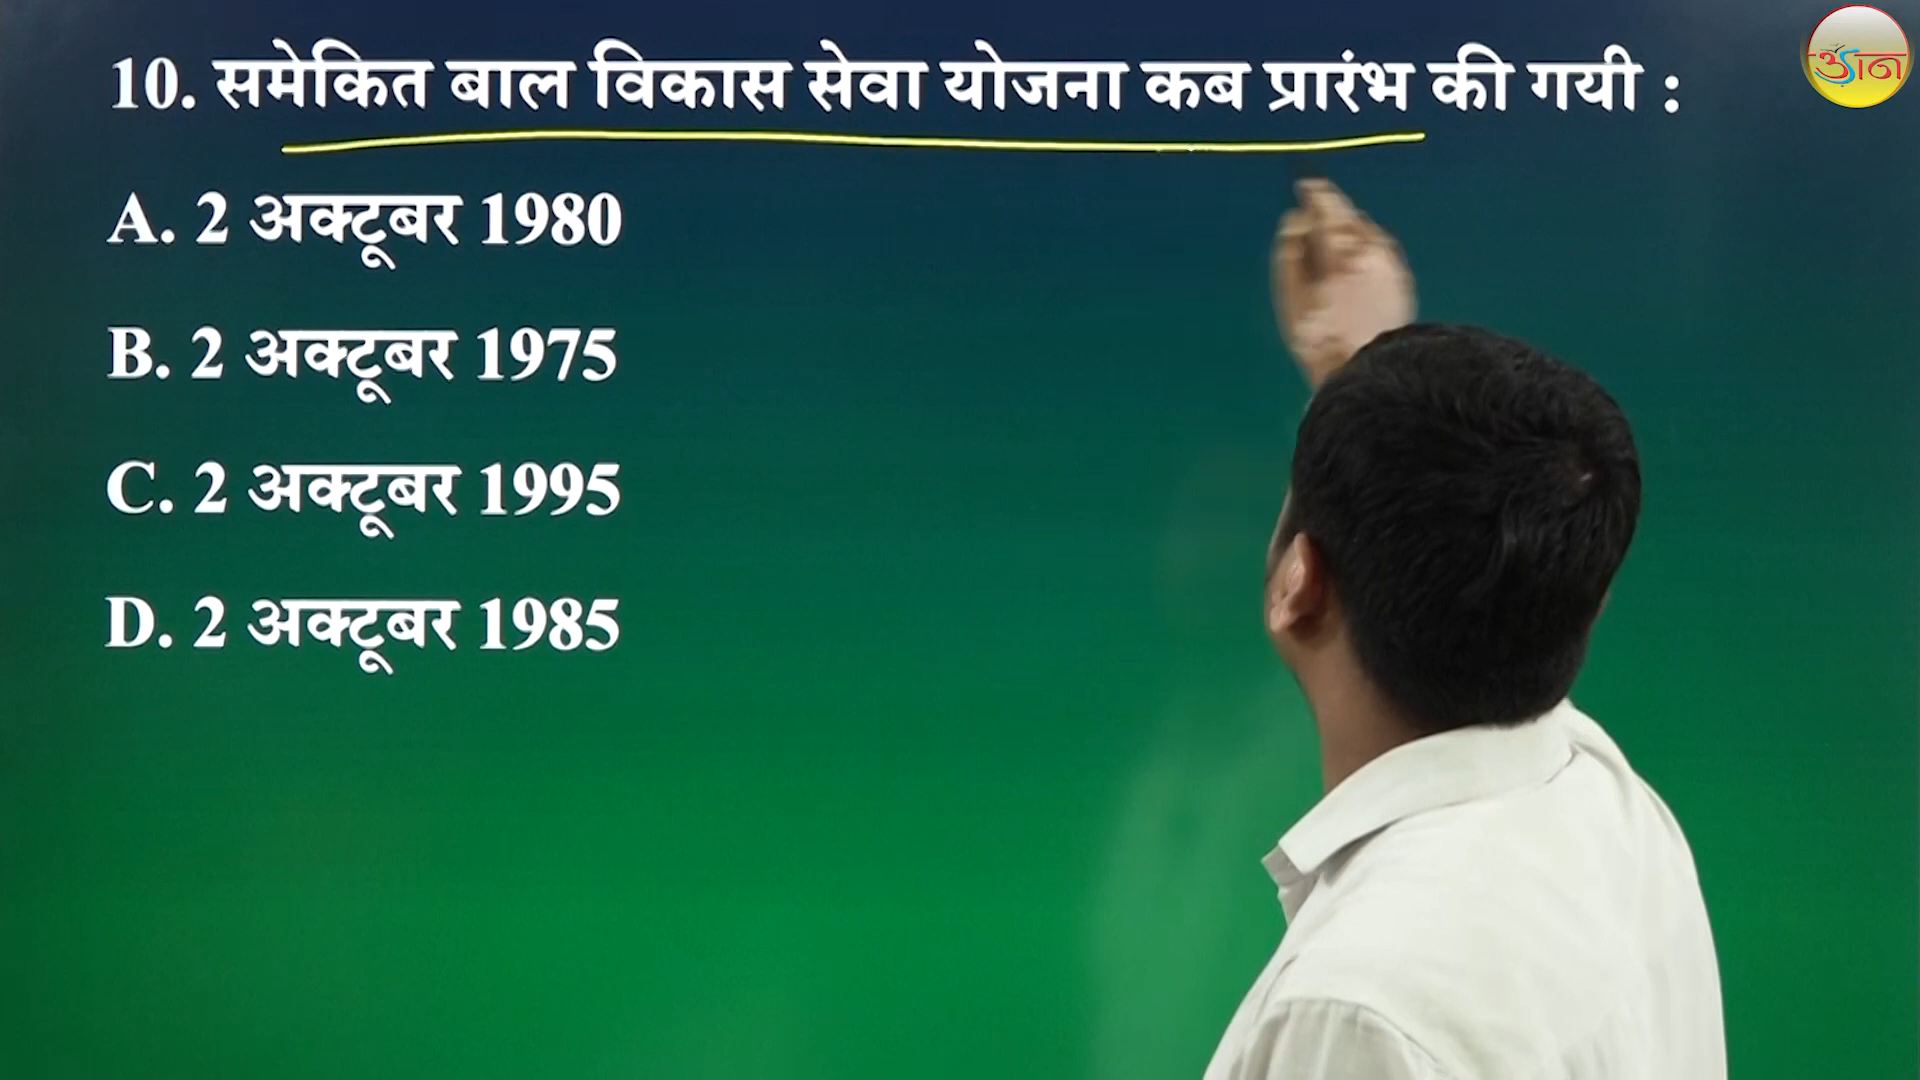 10. समेकित बाल विकास सेवा योजना कब प्रारंभ की गयी :
A. 2 अक्टूबर 1980
B. 2 अक्टूबर 1975
C. 2 अक्टूबर 1995
D. 2 अक्टूबर 1985